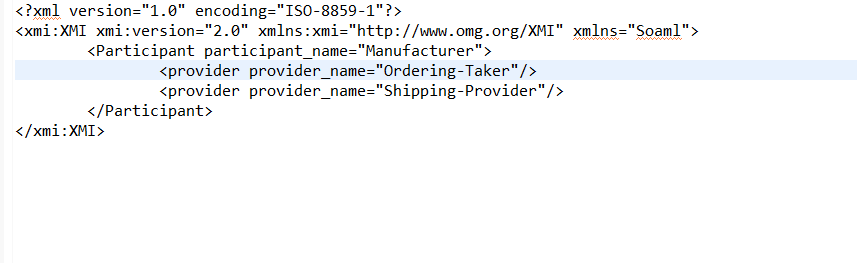 <?xml version="1.0" encoding="ISO-8859-1"?>
<xmi:XMI xmi:version="2.0" xmlns:xmi="http://www.omg.org/XMI" xmlns="Soaml">
<Participant participant_name="Manufacturer">
<provider provider_name="Ordering-Taker"/>
<provider provider_name="Shipping-Provider"/>
</Participant>
</xmi:XMI>